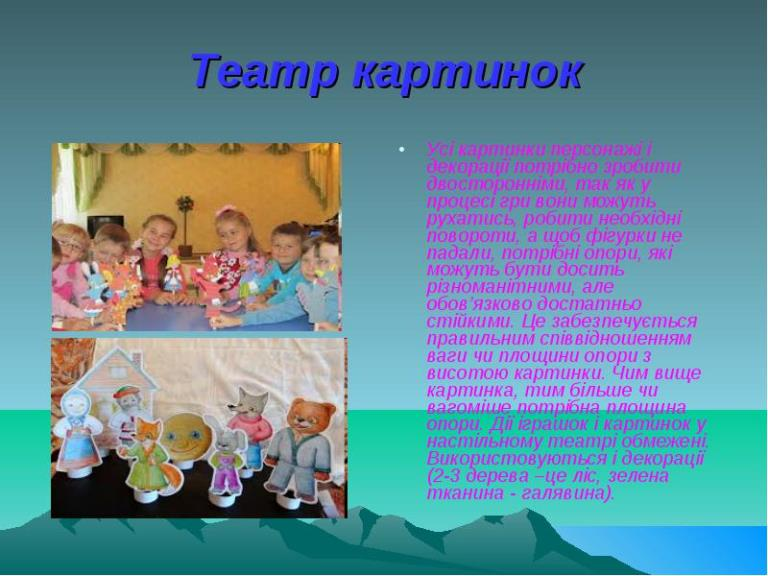 Театр картинок
• Усі картинки персонажі і
декорації потрібно зробити
двосторонніми, так як у
процесі гри вони можуть
рухатись, робити необхідні
повороти, а щоб фігурки не
падали, потрібні опори, які
можуть бути досить
різноманітними, але
обов’язково достатньо
стійкими. Це забезпечується
правильним співвідношенням
ваги чи площини опори з
висотою картинки. Чим вище
картинка, тим більше чи
вагоміше потрібна площина
опори. Дії іграшок і картинок у
настільному театрі обмежені.
Використовуються і декорації
(2-3 дерева –це ліс, зелена
тканина - галявина).